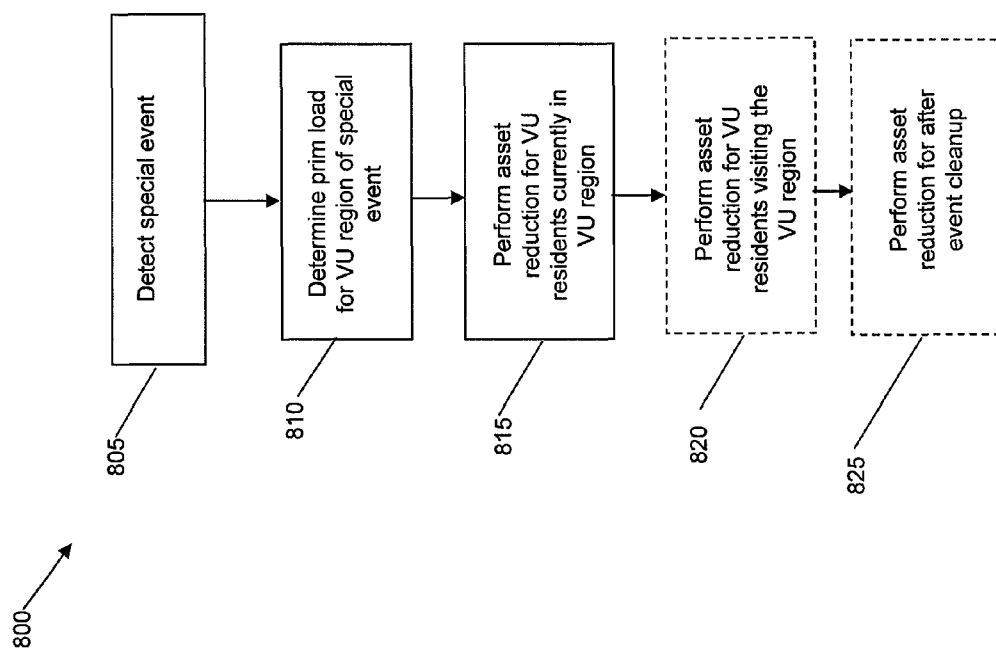 800
805
Detect special event
810
Determine prim load
for VU region of special
event
815
Perform asset
reduction for VU
residents currently in
VU region
820
Perform asset
reduction for VU
residents visiting the
VU region
825
Perform asset
reduction for after
event cleanup